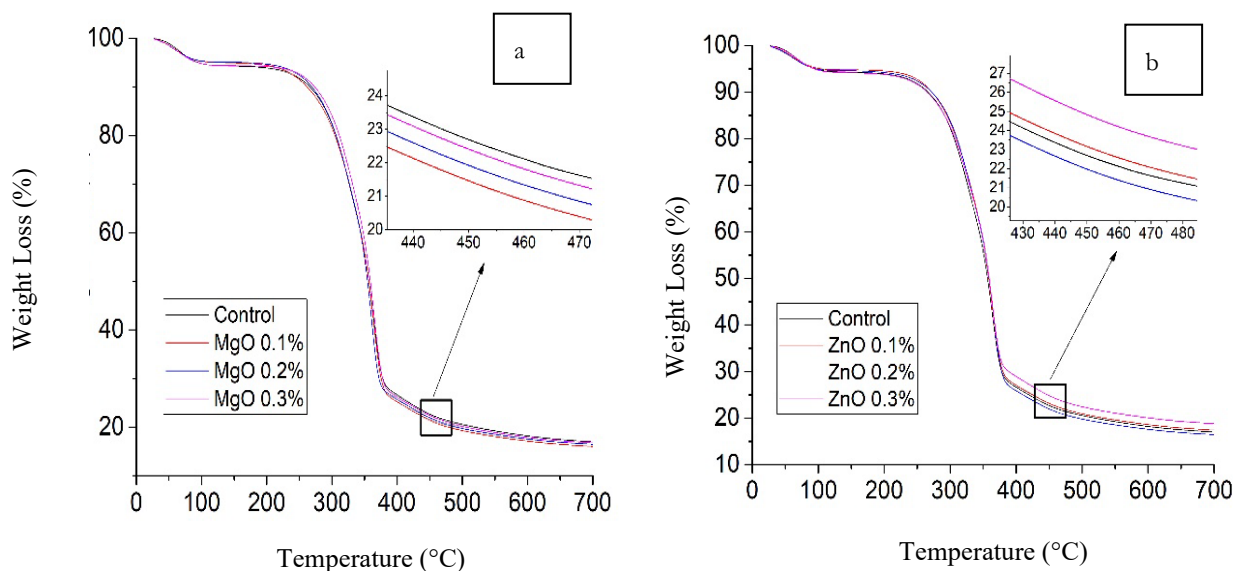 a
100
80
60
40
20
Weight Loss (%)
24
23
22
21
20
440 450 460 470
Control
MgO 0.1%
MgO 0.2%
MgO 0.3%
0 100 200 300 400 500 600 700
Temperature (°C)
b
100
90
80
70
60
50
40
30
20
10
Weight Loss (%)
27
26
25
24
23
22
21
20
430 440 450 460 470 480
Control
ZnO 0.1%
ZnO 0.2%
ZnO 0.3%
0 100 200 300 400 500 600 700
Temperature (°C)